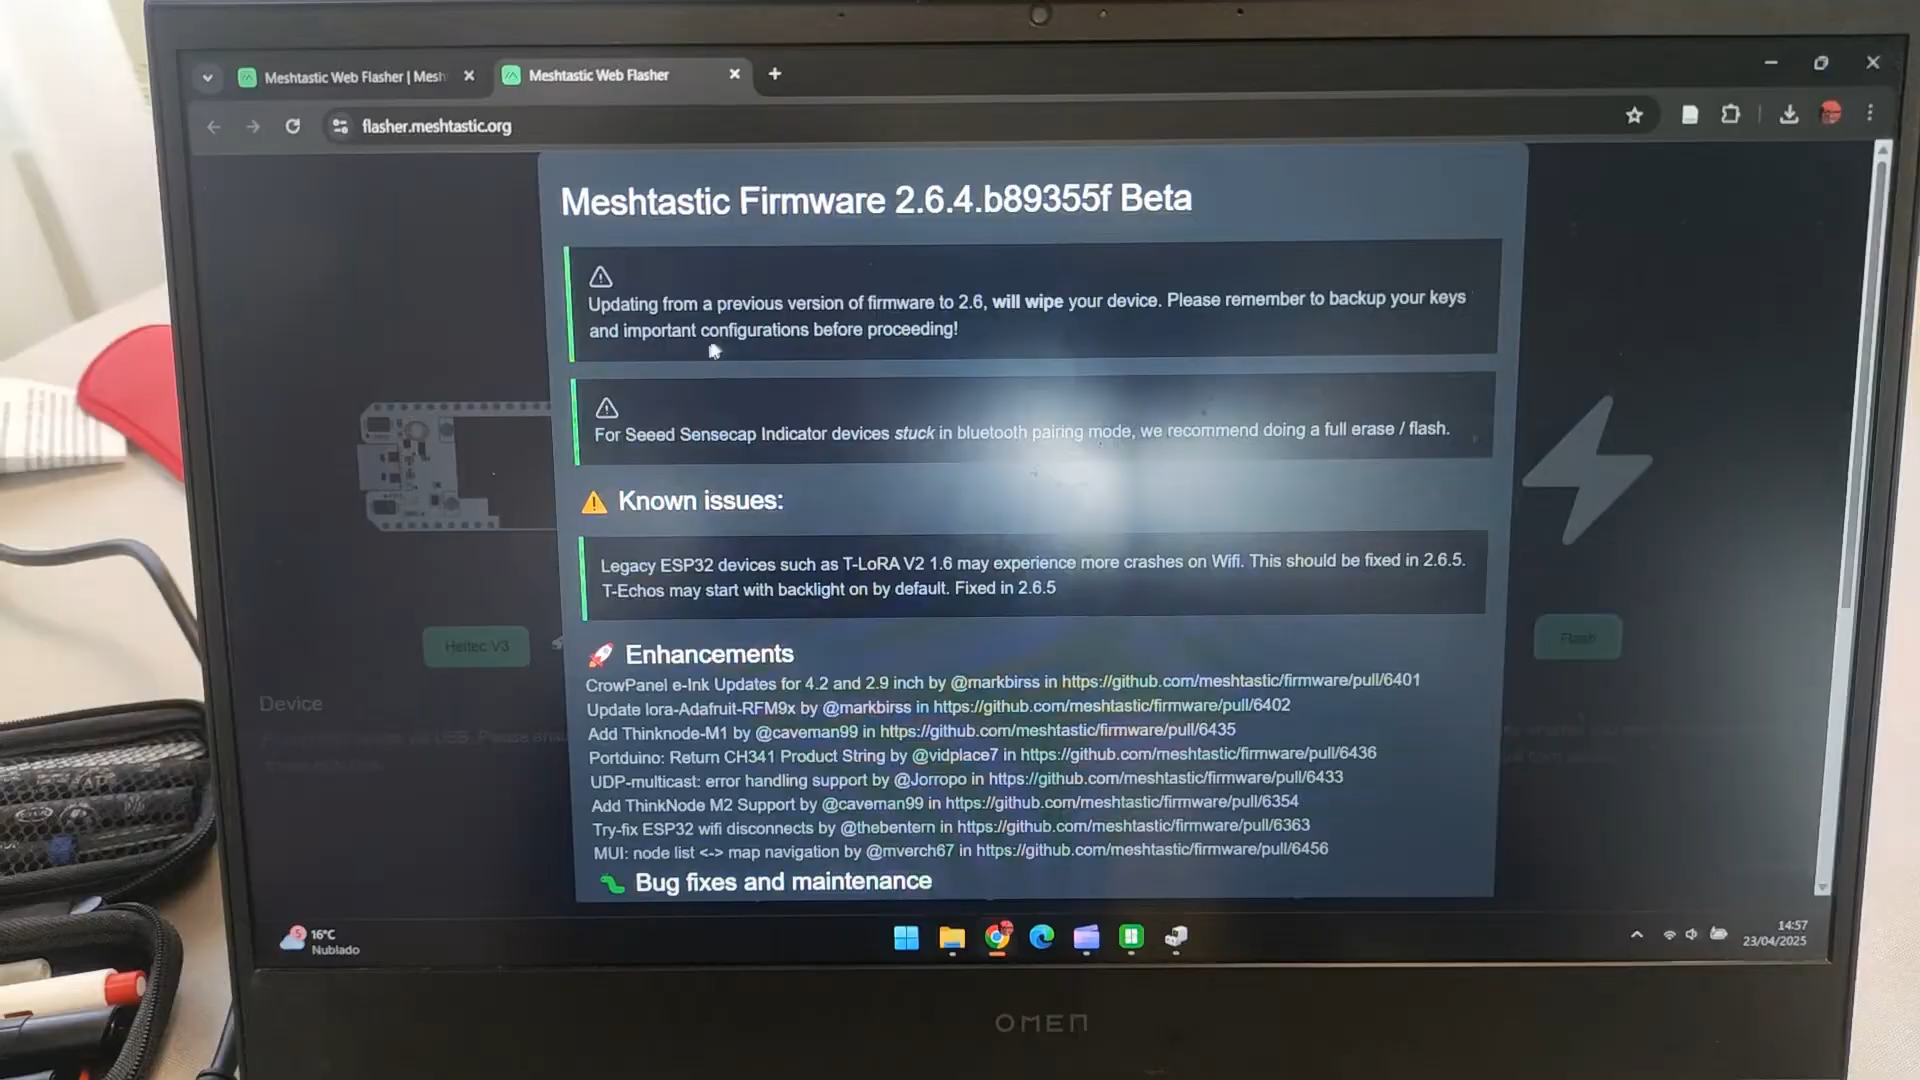 Meshtastic Web Flasher | Mesh
Meshtastic Web Flasher
flasher.meshtastic.org
Meshtastic Firmware 2.6.4.b89355f Beta
Updating from a previous version of firmware to 2.6, will wipe your device. Please remember to backup your keys
and important configurations before proceeding!
For Seeed Sensecap Indicator devices stuck in bluetooth pairing mode, we recommend doing a full erase / flash.
Known issues:
Legacy ESP32 devices such as T-LoRA V2 1.6 may experience more crashes on Wifi. This should be fixed in 2.6.5.
T-Echos may start with backlight on by default. Fixed in 2.6.5
Heltec V3
Flash
Enhancements
CrowPanel e-Ink Updates for 4.2 and 2.9 inch by @markbirss in https://github.com/meshtastic/firmware/pull/6401
Device
Update lora-Adafruit-RFM9x by @markbirss in https://github.com/meshtastic/firmware/pull/6402
Add Thinknode-M1 by @caveman99 in https://github.com/meshtastic/firmware/pull/6435
Portduino: Return CH341 Product String by @vidplace7 in https://github.com/meshtastic/firmware/pull/6436
UDP-multicast: error handling support by @Jorropo in https://github.com/meshtastic/firmware/pull/6433
Add ThinkNode M2 Support by @caveman99 in https://github.com/meshtastic/firmware/pull/6354
Try-fix ESP32 wifi disconnects by @thebentern in https://github.com/meshtastic/firmware/pull/6363
MUI: node list <-> map navigation by @mverch67 in https://github.com/meshtastic/firmware/pull/6456
Bug fixes and maintenance
5
16°C
Nublado
14:57
23/04/2025
OMEN